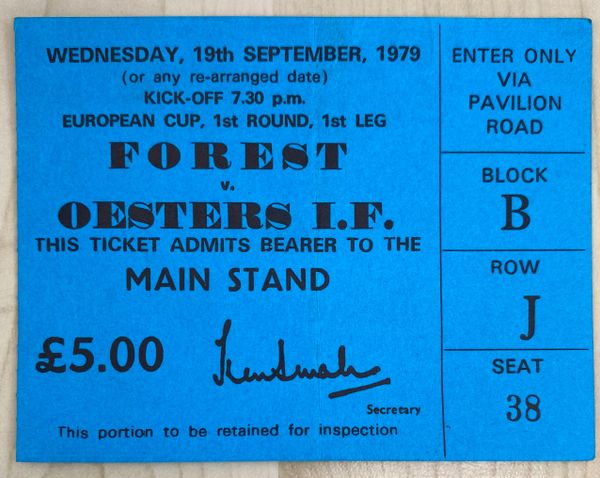 WEDNESDAY, 19th SEPTEMBER, 1979
(or any re-arranged date)
KICK-OFF 7.30 p.m.
EUROPEAN CUP, 1st ROUND, 1st LEG
FOREST
v.
OESTERS I.F.
THIS TICKET ADMITS BEARER TO THE
MAIN STAND
£5.00
Secretary
This portion to be retained for inspection
ENTER ONLY
VIA
PAVILION
ROAD
BLOCK
B
ROW
J
SEAT
38